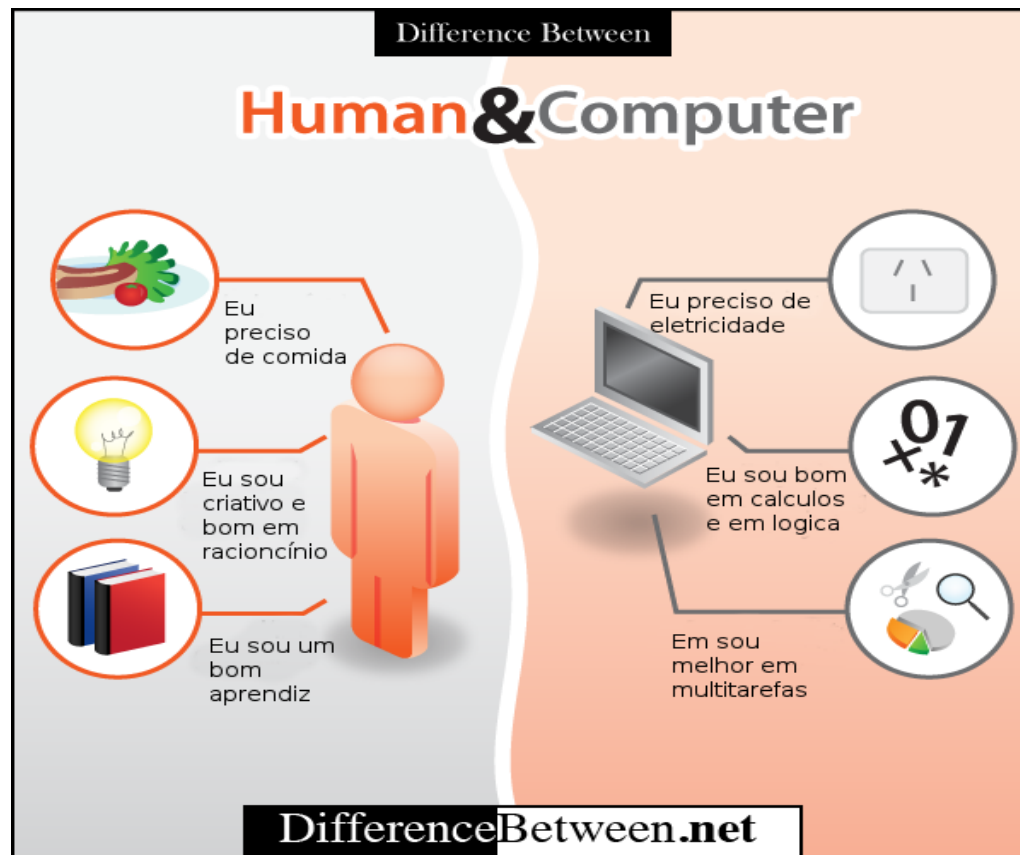 Difference Between
Human&Computer
Eu
preciso
de comida
Eu sou
criativo e
bom em
racioncínio
Eu sou um
bom
aprendiz
Eu preciso de
eletricidade
01
×*
Eu sou bom
em calculos
e em logica
Em sou
melhor em
multitarefas
DifferenceBetween.net